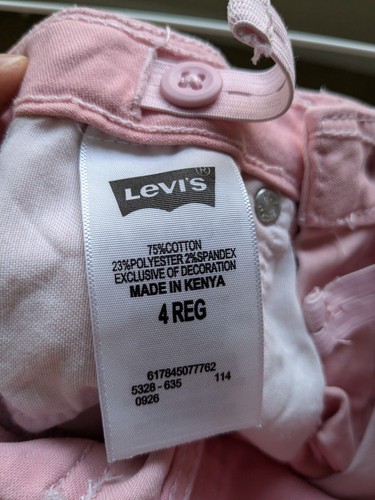 Levi's®
75%COTTON
23%POLYESTER 2%SPANDEX
EXCLUSIVE OF DECORATION
MADE IN KENYA
4 REG
617845077762
5328-635 114
0926